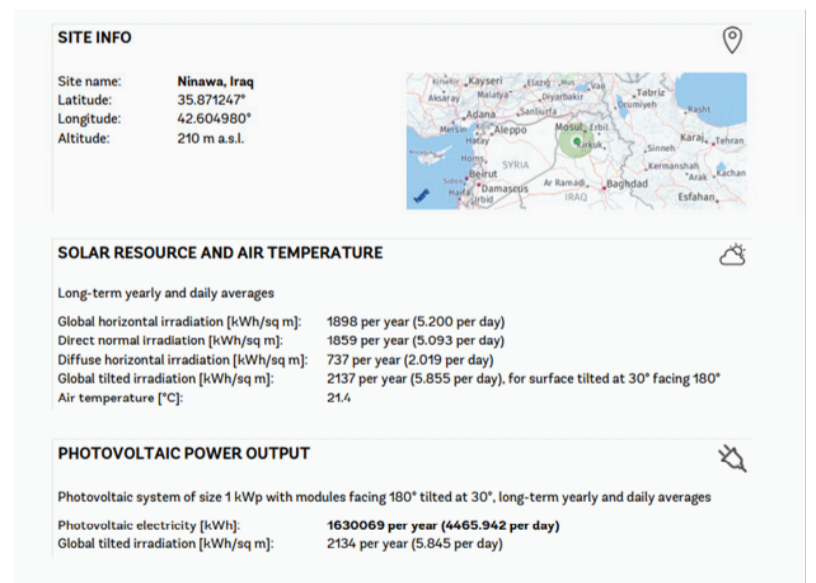 SITE INFO
Site name: Ninawa, Iraq
Latitude: 35.871247°
Longitude: 42.604980°
Altitude: 210 m a.s.l.
Kayseri
Elazığ
Mus
Van
Aksaray
Malatya
Diyarbakir
Tabriz
Orumiyeh
Rasht
Adana
Sanliurfa
Mersin
Aleppo
Mosul
Erbil
Hatay
Kirkuk
Sinneh
Karaj
Tehran
Homs
SYRIA
Kermanshah
Beirut
Arak
Kachan
Damascus
Ar Ramadi
Baghdad
Haifa
Irbid
IRAQ
Esfahan
SOLAR RESOURCE AND AIR TEMPERATURE
Long-term yearly and daily averages
Global horizontal irradiation [kWh/sq m]: 1898 per year (5.200 per day)
Direct normal irradiation [kWh/sq m]: 1859 per year (5.093 per day)
Diffuse horizontal irradiation [kWh/sq m]: 737 per year (2.019 per day)
Global tilted irradiation [kWh/sq m]: 2137 per year (5.855 per day), for surface tilted at 30° facing 180°
Air temperature [°C]: 21.4
PHOTOVOLTAIC POWER OUTPUT
Photovoltaic system of size 1 kWp with modules facing 180° tilted at 30°, long-term yearly and daily averages
Photovoltaic electricity [kWh]: 1630069 per year (4465.942 per day)
Global tilted irradiation [kWh/sq m]: 2134 per year (5.845 per day)